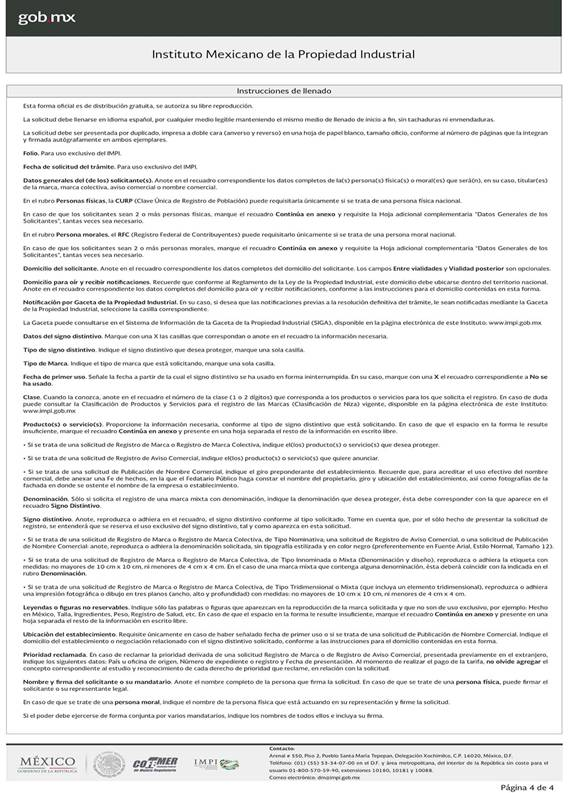 gob.mx
Instituto Mexicano de la Propiedad Industrial
Instrucciones de llenado
Esta forma oficial es de distribución gratuita, se autoriza su libre reproducción.
La solicitud debe llenarse en idioma español, por cualquier medio legible manteniendo el mismo medio de llenado de inicio a fin, sin tachaduras ni enmendaduras.
La solicitud debe ser presentada por duplicado, impresa a doble cara (anverso y reverso) en una hoja de papel blanco, tamaño oficio, conforme al número de páginas que la integran
y firmada autógrafamente en ambos ejemplares.
Folio. Para uso exclusivo del IMPI.
Fecha de solicitud del trámite. Para uso exclusivo del IMPI.
Datos generales del (de los) solicitante(s). Anote en el recuadro correspondiente los datos completos de la(s) persona(s) física(s) o moral(es) que será(n), en su caso, titular(es)
de la marca, marca colectiva, aviso comercial o nombre comercial.
En el rubro Personas físicas, la CURP (Clave Única de Registro de Población) puede requisitarla únicamente si se trata de una persona física nacional.
En caso de que los solicitantes sean 2 o más personas físicas, marque el recuadro Continúa en anexo y requisite la Hoja adicional complementaria "Datos Generales de los
Solicitantes", tantas veces sea necesario.
En el rubro Persona morales, el RFC (Registro Federal de Contribuyentes) puede requisitarlo únicamente si se trata de una persona moral nacional.
En caso de que los solicitantes sean 2 o más personas morales, marque el recuadro Continúa en anexo y requisite la Hoja adicional complementaria "Datos Generales de los
Solicitantes", tantas veces sea necesario.
Domicilio del solicitante. Anote en el recuadro correspondiente los datos completos del domicilio del solicitante. Los campos Entre vialidades y Vialidad posterior son opcionales.
Domicilio para oír y recibir notificaciones. Recuerde que conforme al Reglamento de la Ley de la Propiedad Industrial, este domicilio debe ubicarse dentro del territorio nacional.
Anote en el recuadro correspondiente los datos completos del domicilio para oír y recibir notificaciones, conforme a las instrucciones para el domicilio contenidas en esta forma.
Notificación por Gaceta de la Propiedad Industrial. En su caso, si desea que las notificaciones previas a la resolución definitiva del trámite, le sean notificadas mediante la Gaceta
de la Propiedad Industrial, seleccione la casilla correspondiente.
La Gaceta puede consultarse en el Sistema de Información de la Gaceta de la Propiedad Industrial (SIGA), disponible en la página electrónica de este Instituto: www.impi.gob.mx
Datos del signo distintivo. Marque con una X las casillas que correspondan o anote en el recuadro la información necesaria.
Tipo de signo distintivo. Indique el signo distintivo que desea proteger, marque una sola casilla.
Tipo de Marca. Indique el tipo de marca que está solicitando, marque una sola casilla.
Fecha de primer uso. Señale la fecha a partir de la cual el signo distintivo se ha usado en forma ininterrumpida. En su caso, marque con una X el recuadro correspondiente a No se
ha usado.
Clase. Cuando la conozca, anote en el recuadro el número de la clase (1 o 2 dígitos) que corresponda a los productos o servicios para los que solicita el registro. En caso de duda
puede consultar la Clasificación de Productos y Servicios para el registro de las Marcas (Clasificación de Niza) vigente, disponible en la página electrónica de este Instituto:
www.impi.gob.mx
Producto(s) o servicio(s). Proporcione la información necesaria, conforme al tipo de signo distintivo que está solicitando. En caso de que el espacio en la forma le resulte
insuficiente, marque el recuadro Continúa en anexo y presente en una hoja separada el resto de la información en escrito libre.
• Si se trata de una solicitud de Registro de Marca o Registro de Marca Colectiva, indique el(los) producto(s) o servicio(s) que desea proteger.
• Si se trata de una solicitud de Registro de Aviso Comercial, indique el(los) producto(s) o servicio(s) que quiere anunciar.
• Si se trata de una solicitud de Publicación de Nombre Comercial, indique el giro preponderante del establecimiento. Recuerde que, para acreditar el uso efectivo del nombre
comercial, debe anexar una Fe de hechos, en la que el Fedatario Público haga constar el nombre del propietario, giro y ubicación del establecimiento, así como fotografías de la
fachada en donde se ostente el nombre de la empresa o establecimiento.
Denominación. Sólo si solicita el registro de una marca mixta con denominación, indique la denominación que desea proteger, ésta debe corresponder con la que aparece en el
recuadro Signo Distintivo.
Signo distintivo. Anote, reproduzca o adhiera en el recuadro, el signo distintivo conforme al tipo solicitado. Tome en cuenta que, por el sólo hecho de presentar la solicitud de
registro, se entenderá que se reserva el uso exclusivo del signo distintivo, tal y como aparezca en esta solicitud.
• Si se trata de una solicitud de Registro de Marca o Registro de Marca Colectiva, de Tipo Nominativa; una solicitud de Registro de Aviso Comercial, o una solicitud de Publicación
de Nombre Comercial: anote, reproduzca o adhiera la denominación solicitada, sin tipografía estilizada y en color negro (preferentemente en Fuente Arial, Estilo Normal, Tamaño 12).
• Si se trata de una solicitud de Registro de Marca o Registro de Marca Colectiva, de Tipo Innominada o Mixta (Denominación y diseño), reproduzca o adhiera la etiqueta con
medidas: no mayores de 10 cm x 10 cm, ni menores de 4 cm x 4 cm. En el caso de una marca mixta que contenga alguna denominación, ésta deberá coincidir con la indicada en el
rubro Denominación.
• Si se trata de una solicitud de Registro de Marca o Registro de Marca Colectiva, de Tipo Tridimensional o Mixta (que incluya un elemento tridimensional), reproduzca o adhiera
una impresión fotográfica o dibujo en tres planos (ancho, alto y profundidad) con medidas: no mayores de 10 cm x 10 cm, ni menores de 4 cm x 4 cm.
Leyendas o figuras no reservables. Indique sólo las palabras o figuras que aparezcan en la reproducción de la marca solicitada y que no son de uso exclusivo, por ejemplo: Hecho
en México, Talla, Ingredientes, Peso, Registro de Salud, etc. En caso de que el espacio en la forma le resulte insuficiente, marque el recuadro Continúa en anexo y presente en una
hoja separada el resto de la información en escrito libre.
Ubicación del establecimiento. Requisite únicamente en caso de haber señalado fecha de primer uso o si se trata de una solicitud de Publicación de Nombre Comercial. Indique el
domicilio del establecimiento o negociación relacionado con el signo distintivo solicitado, conforme a las instrucciones para el domicilio contenidas en esta forma.
Prioridad reclamada. En caso de reclamar la prioridad derivada de una solicitud Registro de Marca o de Registro de Aviso Comercial, presentada previamente en el extranjero,
indique los siguientes datos: País u oficina de origen, Número de expediente o registro y Fecha de presentación. Al momento de realizar el pago de la tarifa, no olvide agregar el
concepto correspondiente al estudio y reconocimiento de cada derecho de prioridad que reclame, en relación con la solicitud.
Nombre y firma del solicitante o su mandatario. Anote el nombre completo de la persona que firma la solicitud. En caso de que se trate de una persona física, puede firmar el
solicitante o su representante legal.
En caso de que se trate de una persona moral, indique el nombre de la persona física que está actuando en su representación y firme la solicitud.
Si el poder debe ejercerse de forma conjunta por varios mandatarios, indique los nombres de todos ellos e incluya su firma.
MÉXICO
GOBIERNO DE LA REPÚBLICA
COFEMER
de Mejora Regulatoria
IMPI
Contacto:
Arenal # 550, Piso 2, Pueblo Santa María Tepepan, Delegación Xochimilco, C.P. 16020, México, D.F.
Teléfono: 01) (55) 53-34-07-00 en el D.F. y área metropolitana, del interior de la República sin costo para el
usuario 01-800-570-59-90, extensiones 10180, 10181 y 10088.
Correo electrónico: dm@impi.gob.mx
Página 4 de 4